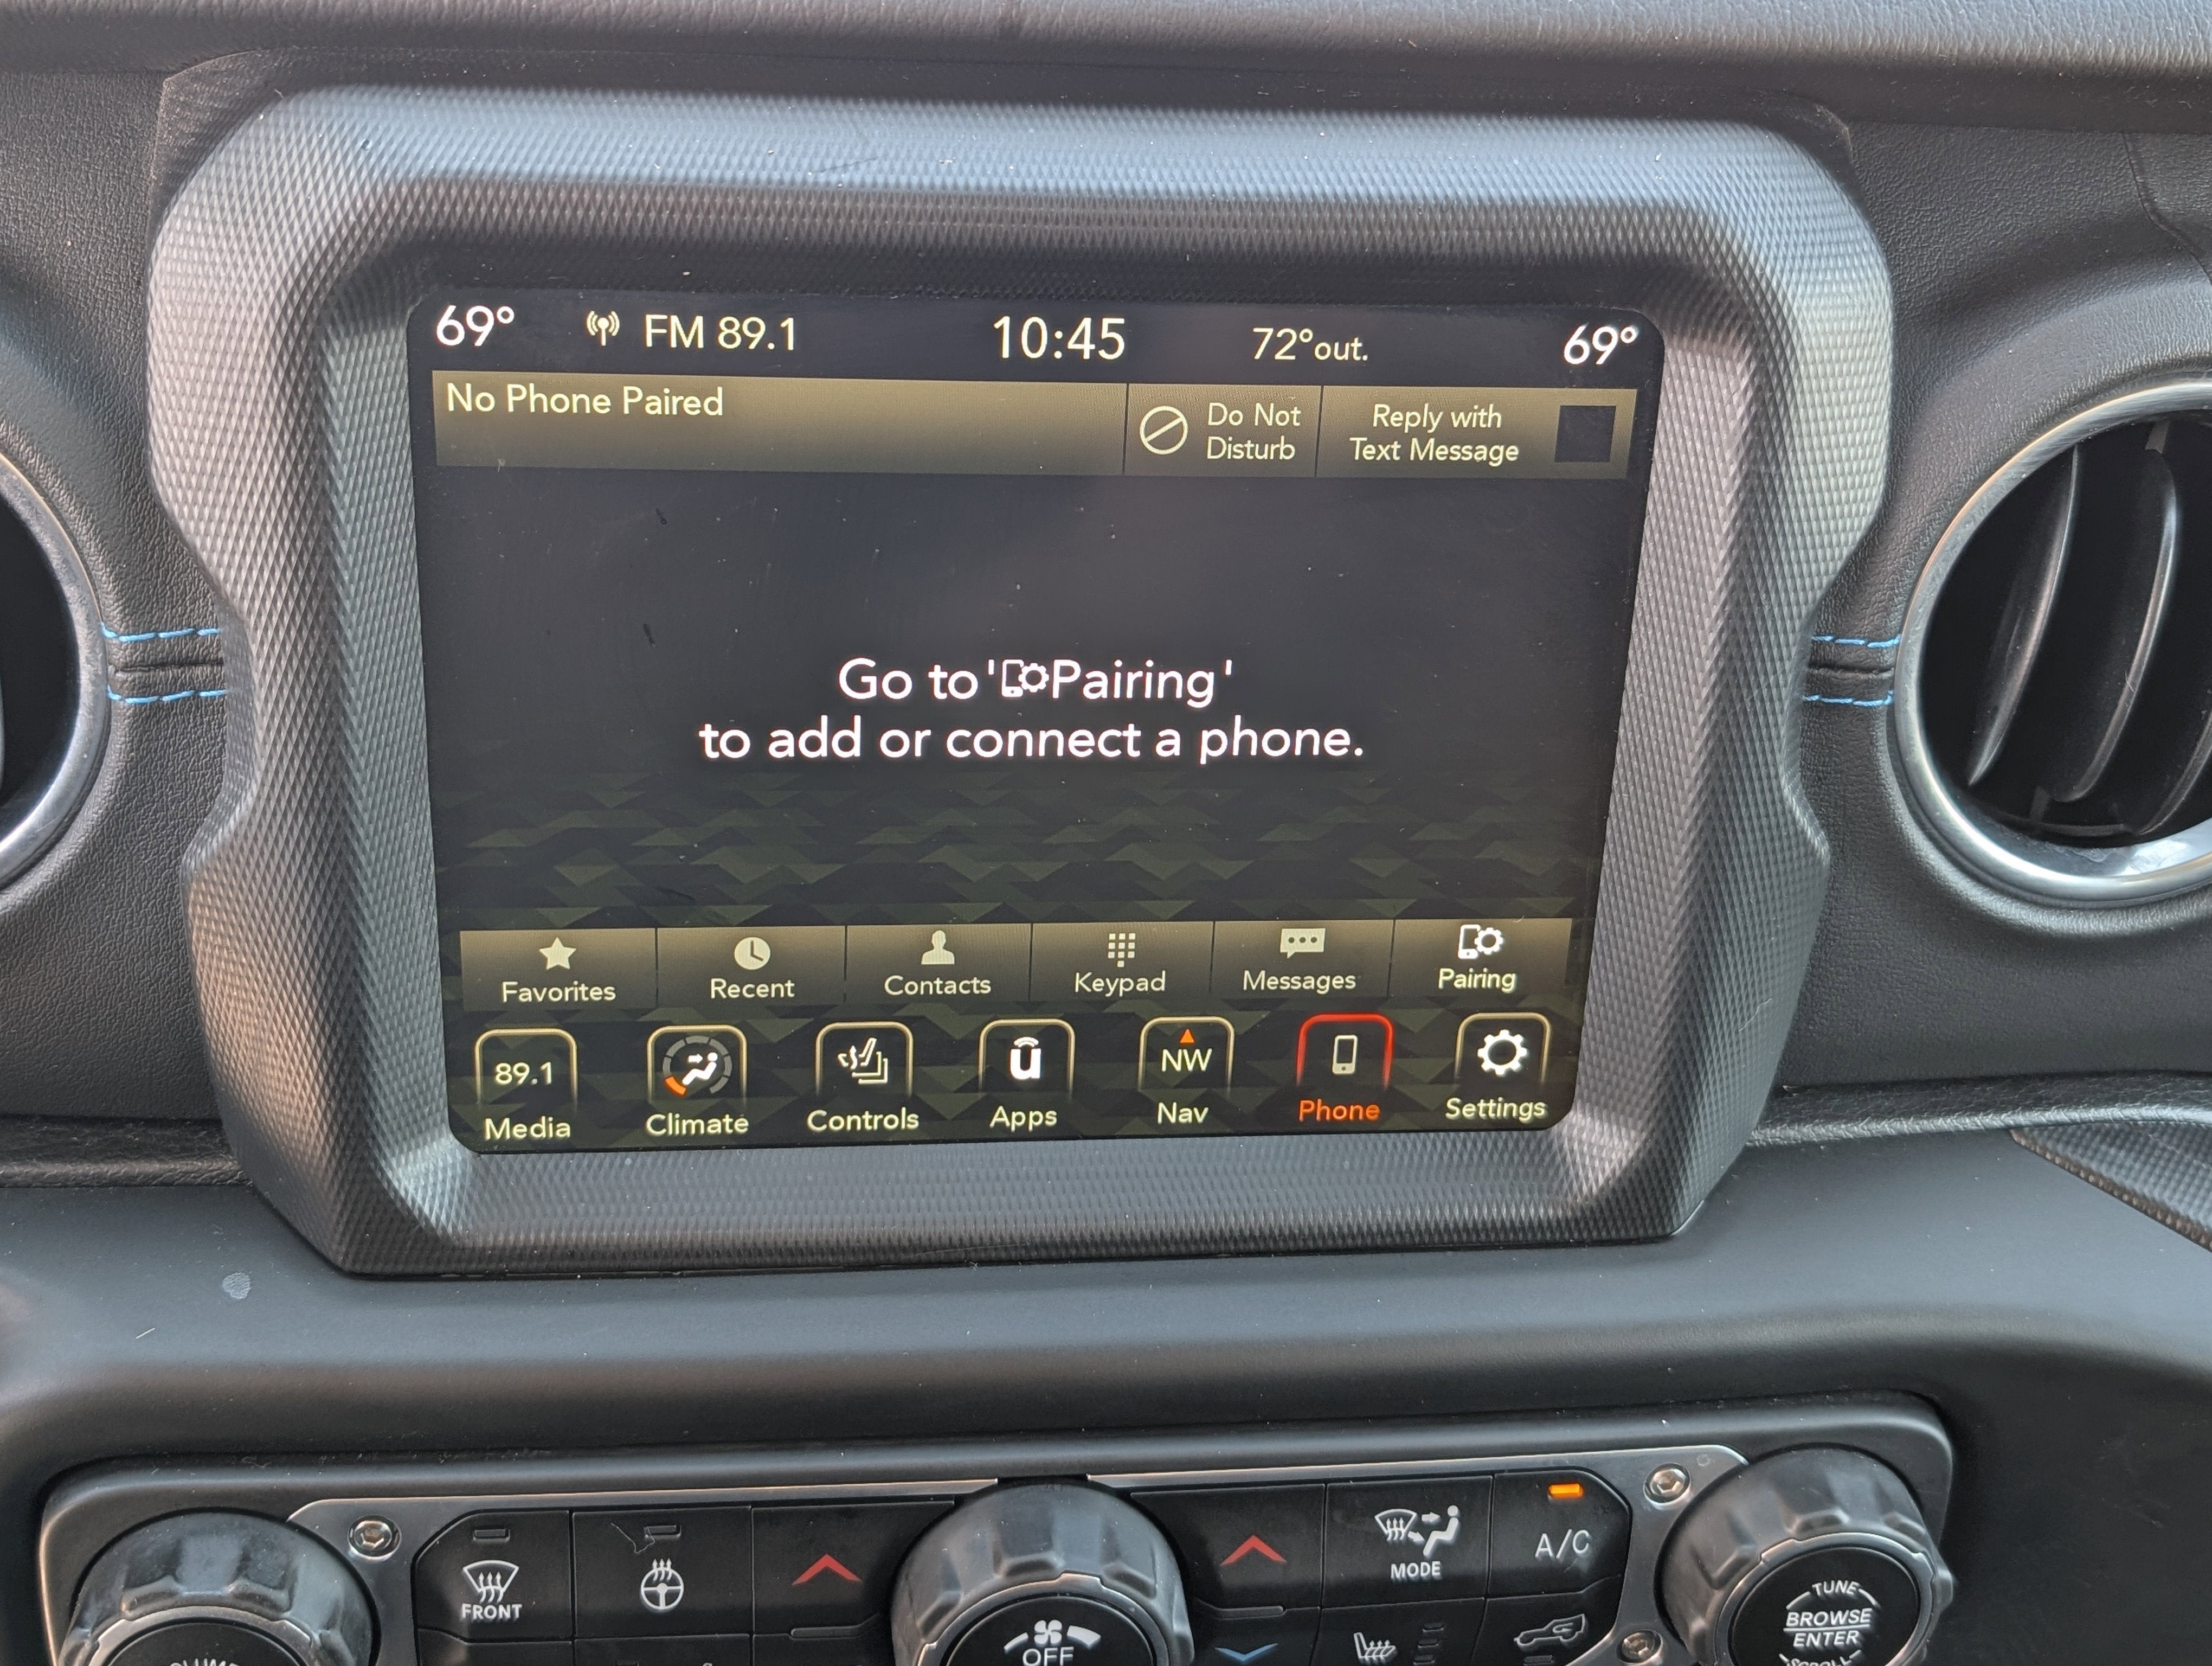 69° FM 89.1 10:45 72°out. 69°
No Phone Paired
Do Not
Disturb
Reply with
Text Message
Go to 'Pairing'
to add or connect a phone.
Favorites Recent Contacts Keypad Messages Pairing
89.1 NW
Media Climate Controls Apps Nav Phone Settings
FRONT
MODE
A/C
OFF
TUNE
BROWSE
ENTER
SCROLL